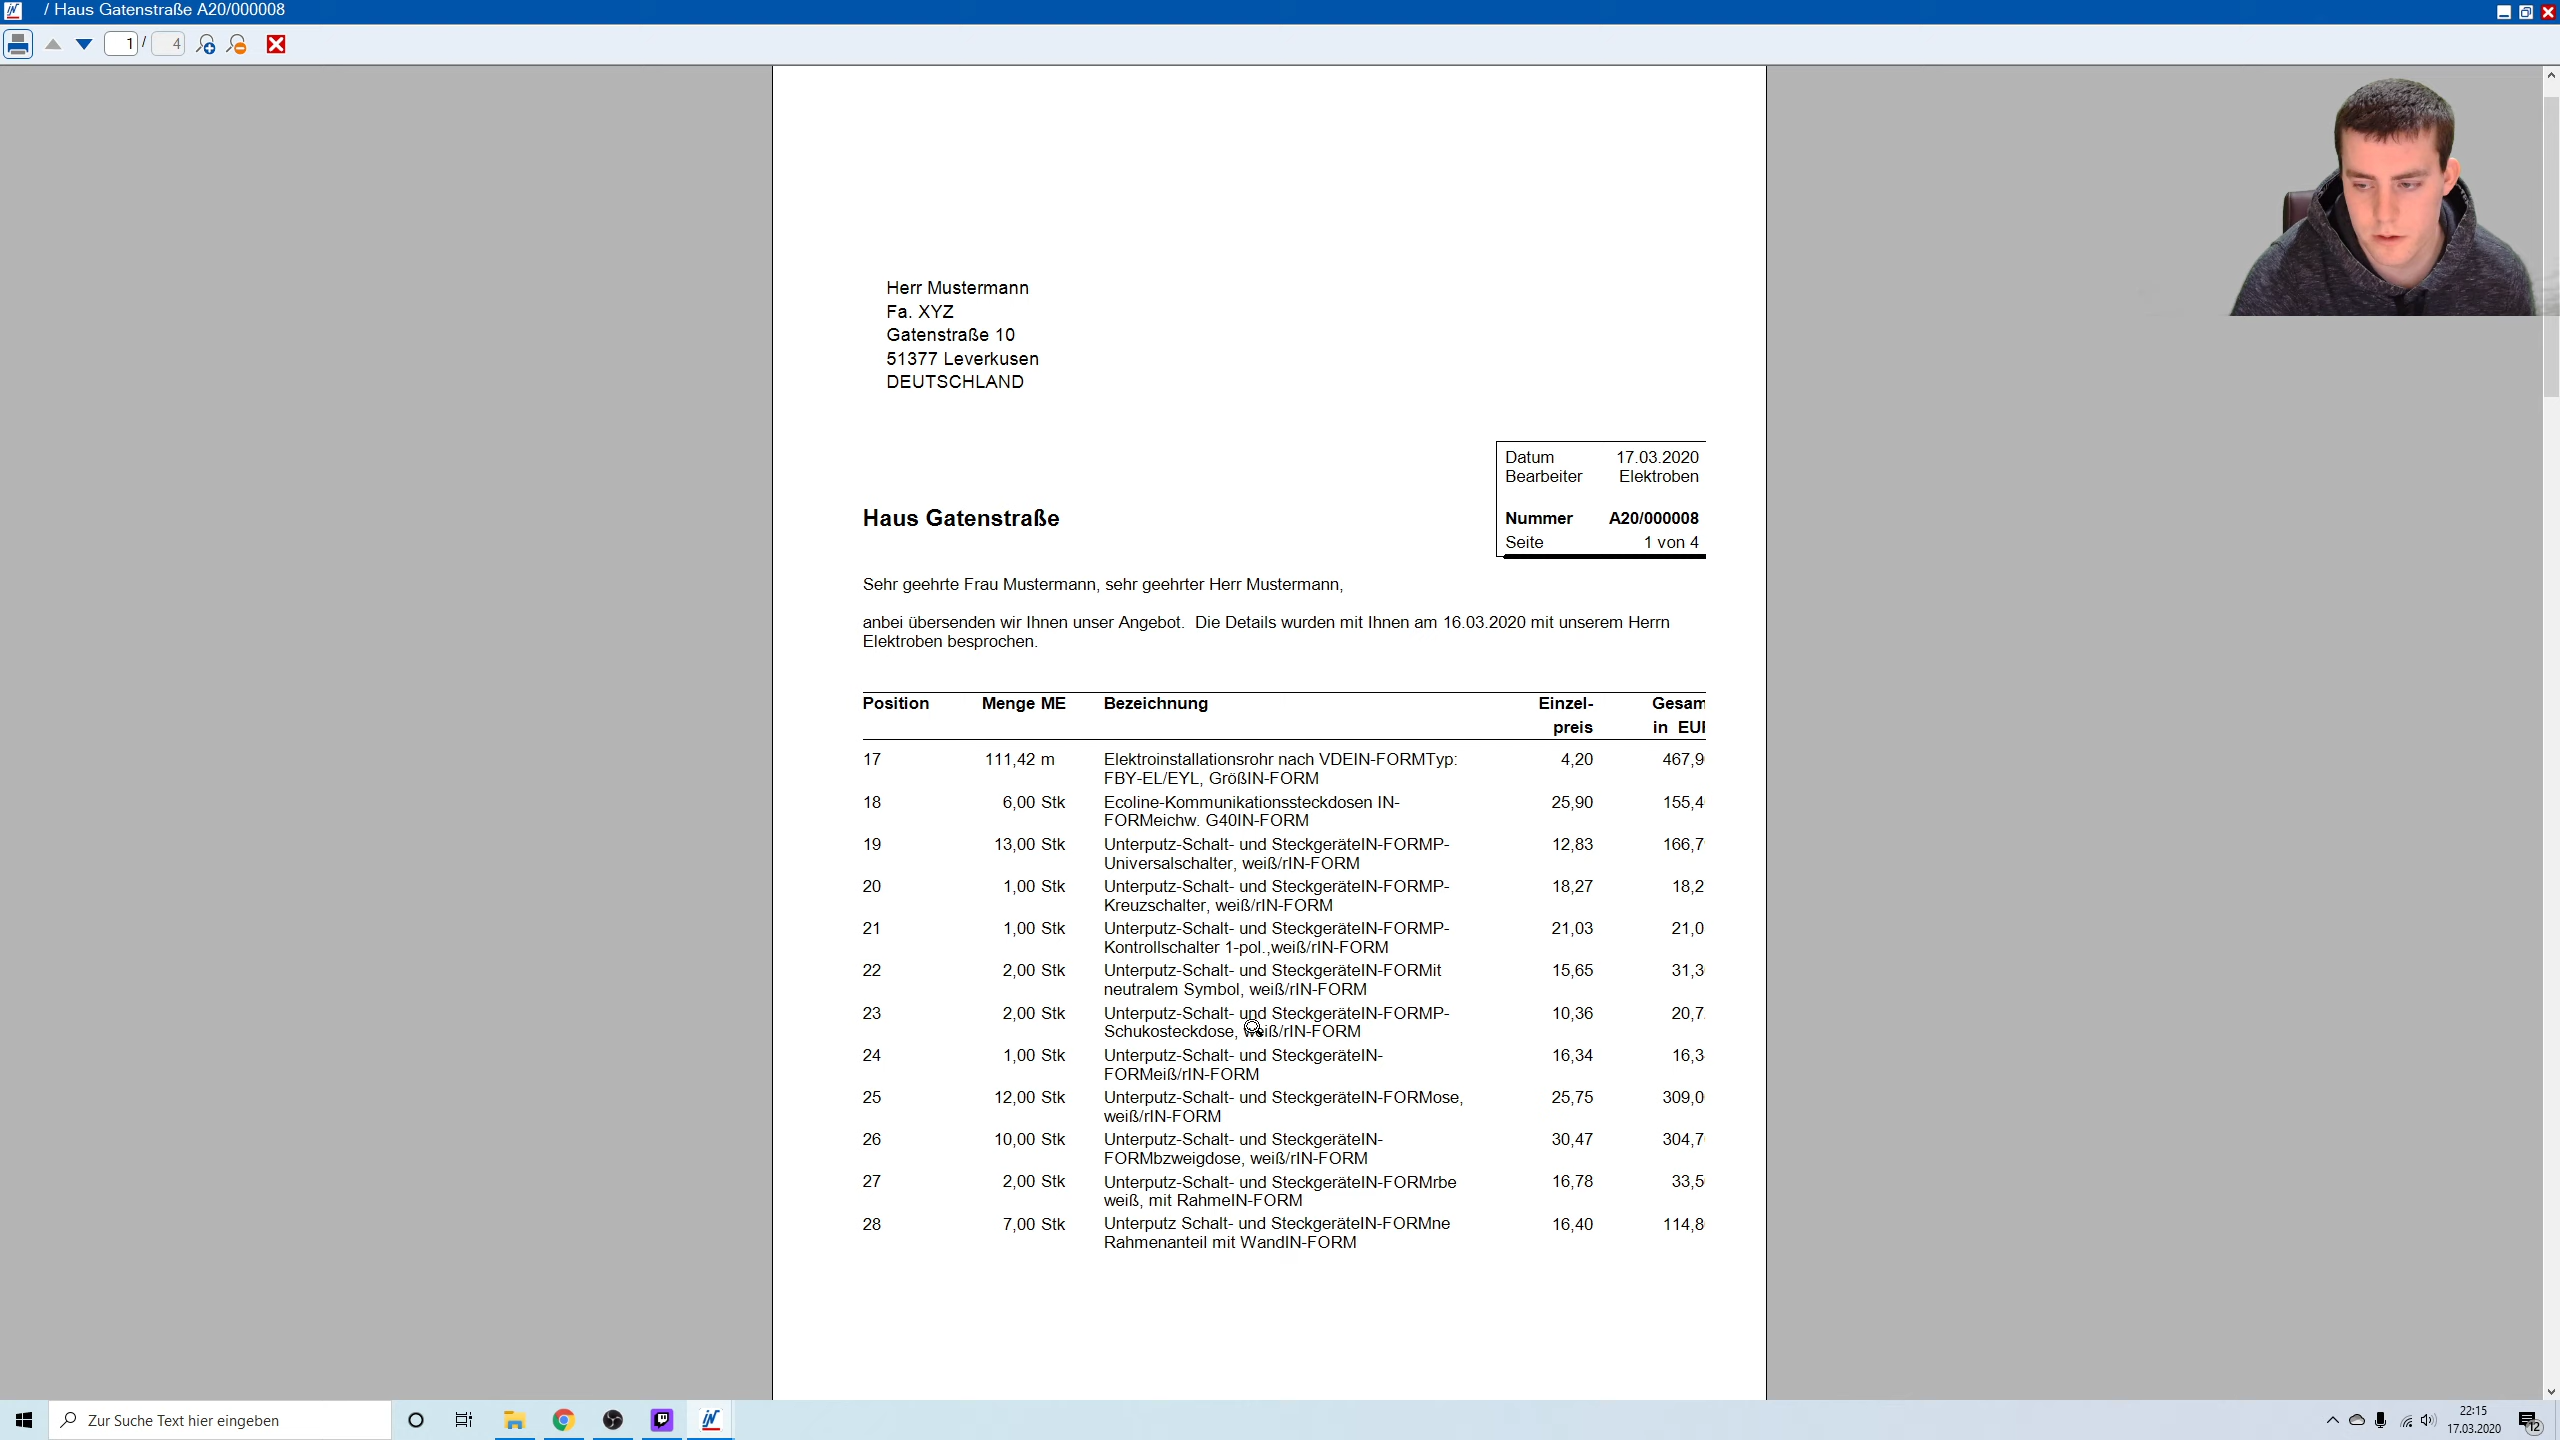 / Haus Gatenstraße A20/000008
1 / 4
Herr Mustermann
Fa. XYZ
Gatenstraße 10
51377 Leverkusen
DEUTSCHLAND
Datum 17.03.2020
Bearbeiter Elektroben
Haus Gatenstraße
Nummer A20/000008
Seite 1 von 4
Sehr geehrte Frau Mustermann, sehr geehrter Herr Mustermann,
anbei übersenden wir Ihnen unser Angebot. Die Details wurden mit Ihnen am 16.03.2020 mit unserem Herrn
Elektroben besprochen.
Position Menge ME Bezeichnung Einzel- Gesam
preis in EU
17 111,42 m Elektroinstallationsrohr nach VDEIN-FORMTyp: 4,20 467,9
FBY-EL/EYL, GrößIN-FORM
18 6,00 Stk Ecoline-Kommunikationssteckdosen IN- 25,90 155,4
FORMeichw. G40IN-FORM
19 13,00 Stk Unterputz-Schalt- und SteckgeräteIN-FORMP- 12,83 166,7
Universalschalter, weiß/rIN-FORM
20 1,00 Stk Unterputz-Schalt- und SteckgeräteIN-FORMP- 18,27 18,2
Kreuzschalter, weiß/rIN-FORM
21 1,00 Stk Unterputz-Schalt- und SteckgeräteIN-FORMP- 21,03 21,0
Kontrollschalter 1-pol.,weiß/rIN-FORM
22 2,00 Stk Unterputz-Schalt- und SteckgeräteIN-FORMit 15,65 31,3
neutralem Symbol, weiß/rIN-FORM
23 2,00 Stk Unterputz-Schalt- und SteckgeräteIN-FORMP- 10,36 20,7
Schukosteckdose, weiß/rIN-FORM
24 1,00 Stk Unterputz-Schalt- und SteckgeräteIN- 16,34 16,3
FORMeiß/rIN-FORM
25 12,00 Stk Unterputz-Schalt- und SteckgeräteIN-FORMose, 25,75 309,0
weiß/rIN-FORM
26 10,00 Stk Unterputz-Schalt- und SteckgeräteIN- 30,47 304,7
FORMbzweigdose, weiß/rIN-FORM
27 2,00 Stk Unterputz-Schalt- und SteckgeräteIN-FORMrbe 16,78 33,5
weiß, mit RahmeIN-FORM
28 7,00 Stk Unterputz Schalt- und SteckgeräteIN-FORMne 16,40 114,8
Rahmenanteil mit WandIN-FORM
Zur Suche Text hier eingeben
22:15
17.03.2020
12